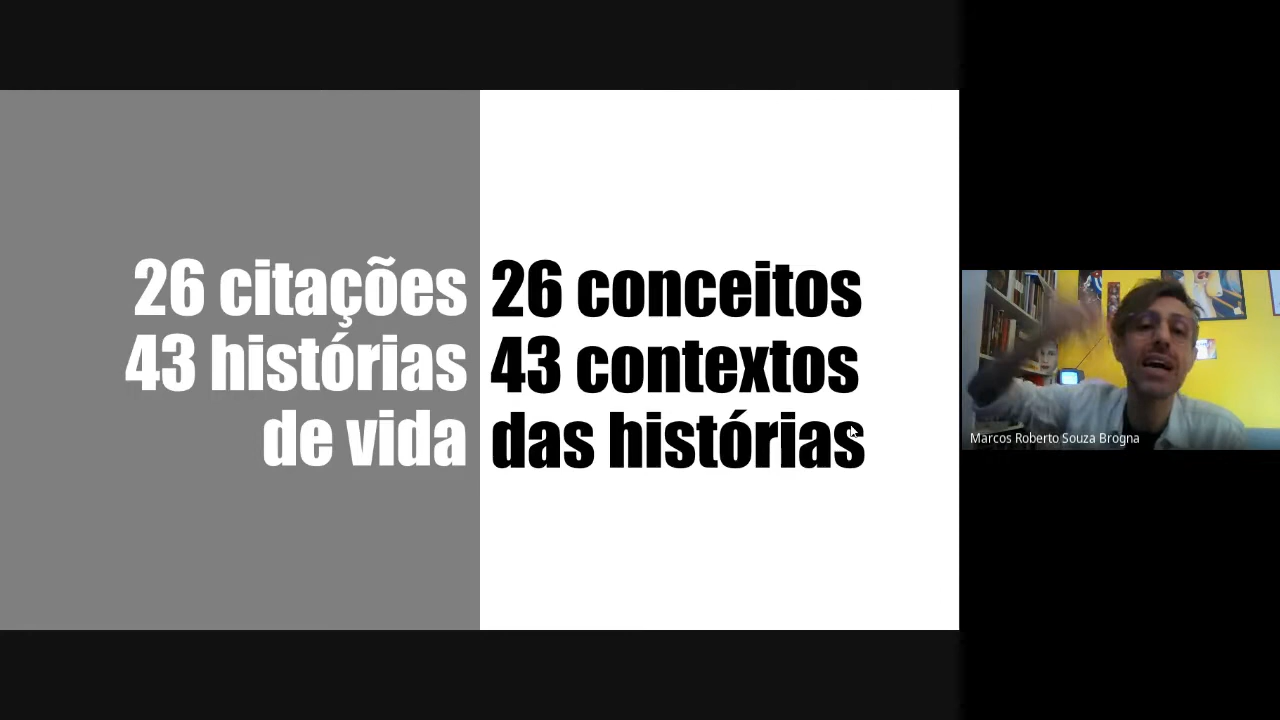 26 citações
43 histórias
de vida
26 conceitos
43 contextos
das histórias
Marcos Roberto Souza Brogna